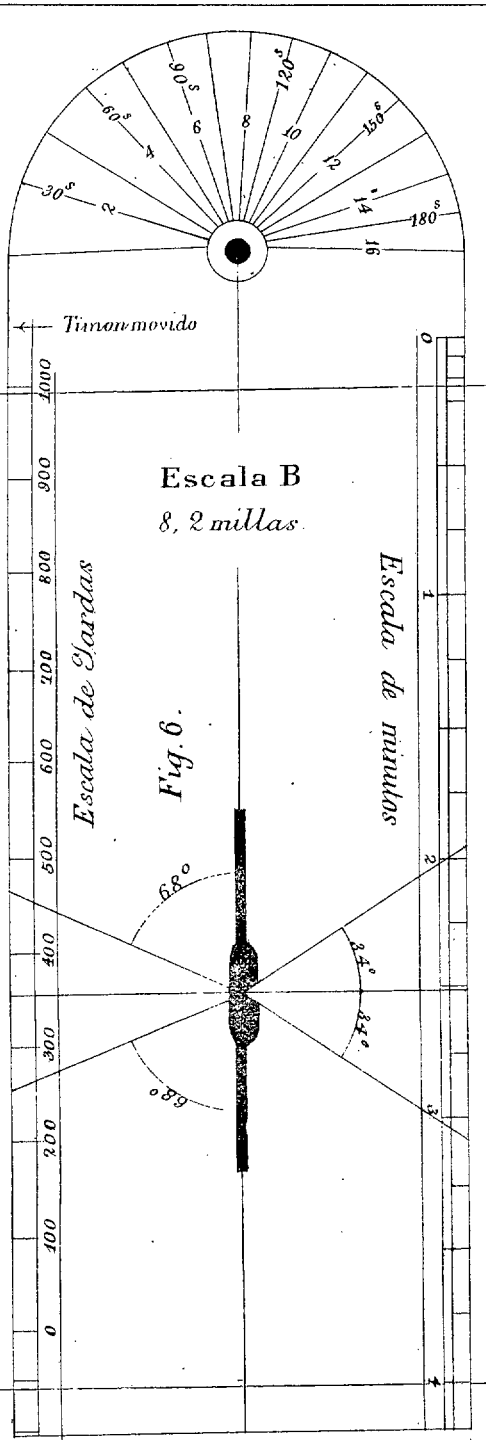 30ˢ
2
60ˢ
4
90ˢ
6
8
120ˢ
10
12
150ˢ
14
180ˢ
16
← Timon movido
Escala B
8, 2 millas.
Fig. 6.
Escala de Yardas
1000
900
800
700
600
500
400
300
200
100
0
Escala de minutos
0
1
2
3
4
68°
68°
34°
34°